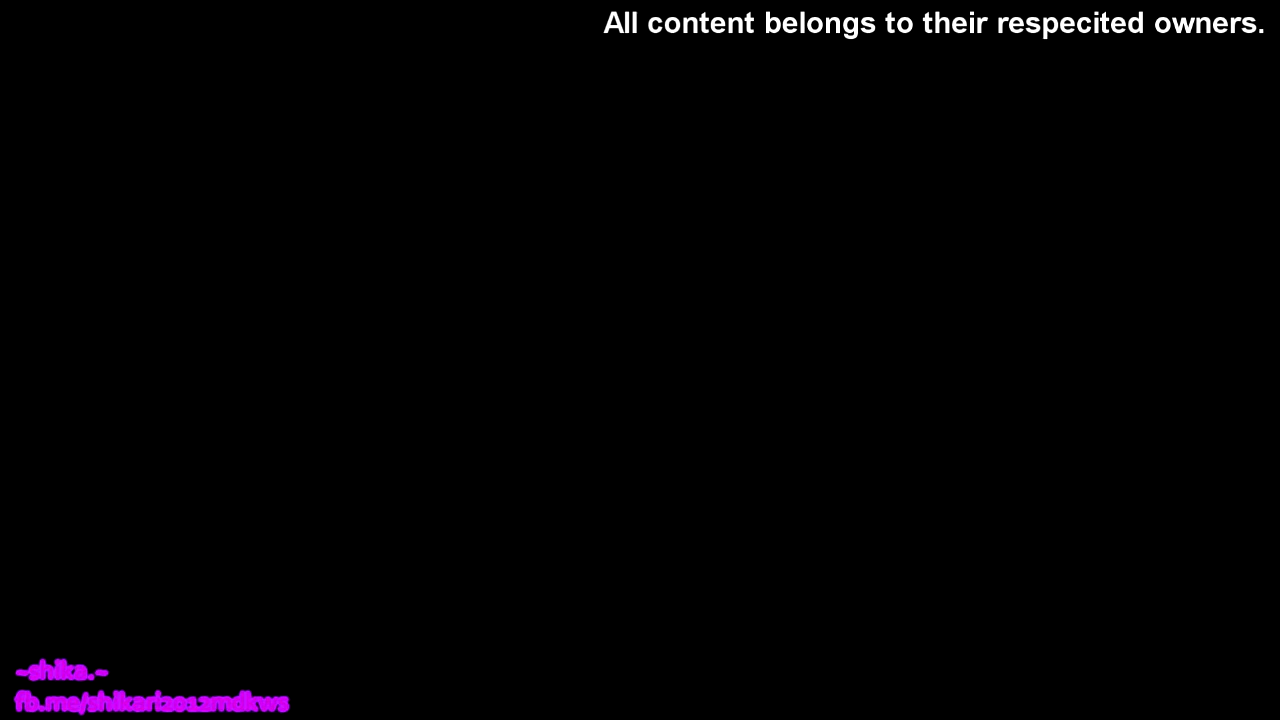 All content belongs to their respecited owners.
~shika.~
fb.me/shikari2012mdkws